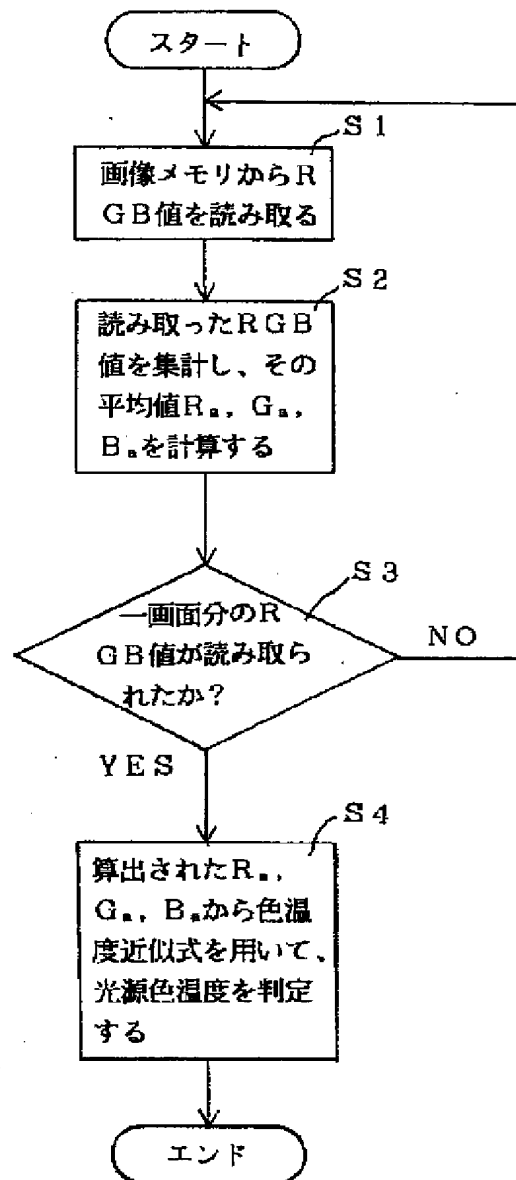 スタート
S1
画像メモリからR
GB値を読み取る
S2
読み取ったRGB
値を集計し、その
平均値Rₐ, Gₐ,
Bₐを計算する
S3
一画面分のR
GB値が読み取ら
れたか?
NO
YES
S4
算出されたRₐ,
Gₐ, Bₐから色温
度近似式を用いて、
光源色温度を判定
する
エンド